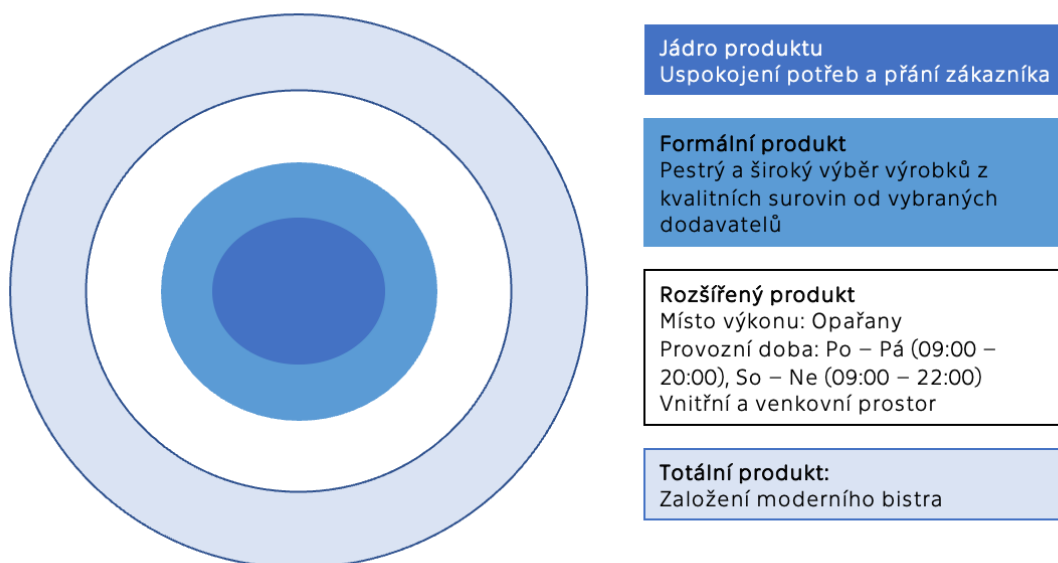 Jádro produktu
Uspokojení potřeb a přání zákazníka
Formální produkt
Pestrý a široký výběr výrobků z
kvalitních surovin od vybraných
dodavatelů
Rozšířený produkt
Místo výkonu: Opařany
Provozní doba: Po – Pá (09:00 –
20:00), So – Ne (09:00 – 22:00)
Vnitřní a venkovní prostor
Totální produkt:
Založení moderního bistra